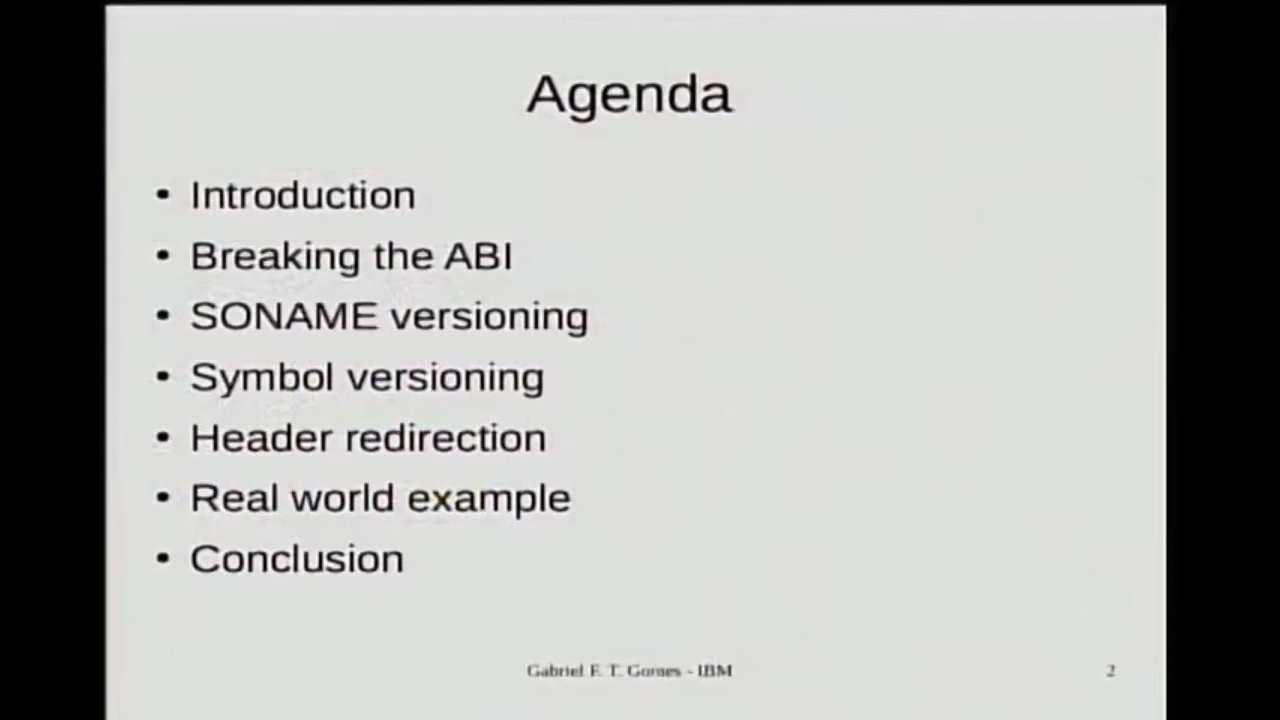 Agenda
• Introduction
• Breaking the ABI
• SONAME versioning
• Symbol versioning
• Header redirection
• Real world example
• Conclusion
Gabriel F. T. Gomes - IBM
2